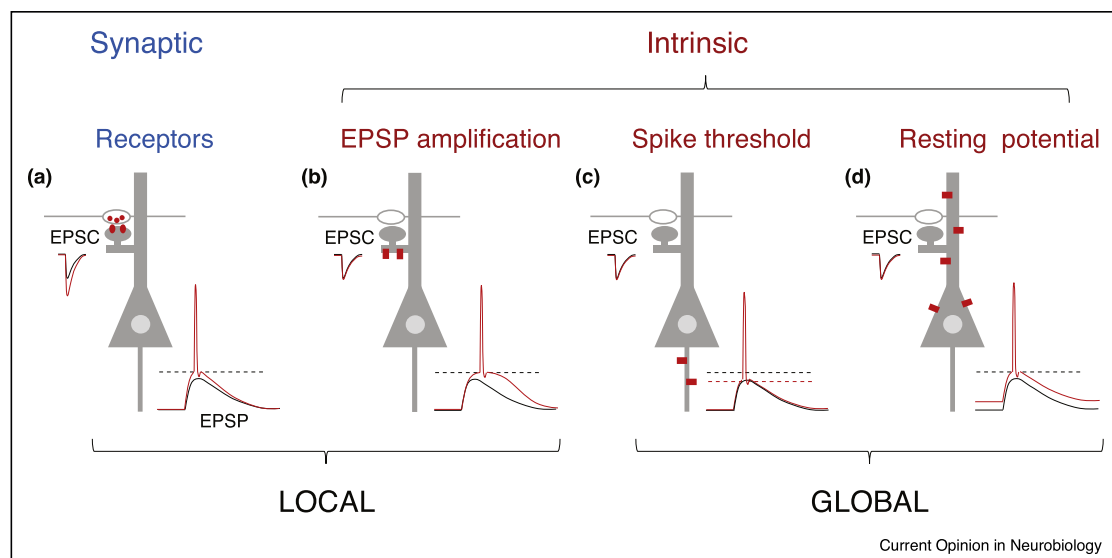 Synaptic
Intrinsic
Receptors
EPSP amplification
Spike threshold
Resting potential
(a)
(b)
(c)
(d)
EPSC
EPSC
EPSC
EPSC
EPSP
LOCAL
GLOBAL
Current Opinion in Neurobiology